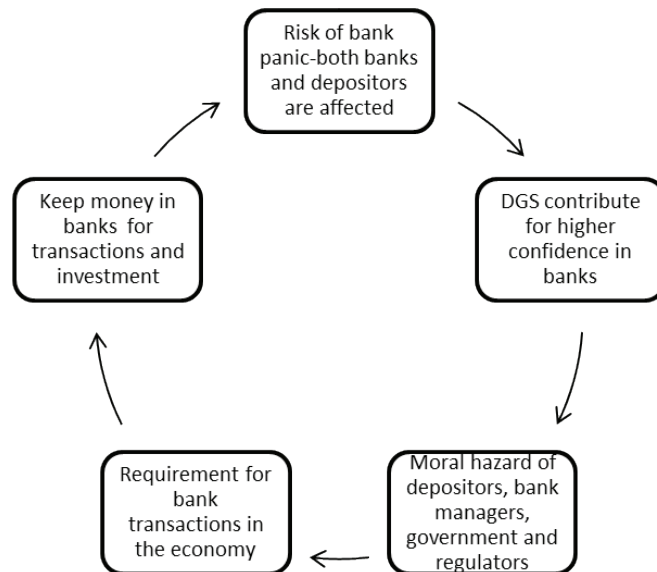 Risk of bank
panic-both banks
and depositors
are affected
DGS contribute
for higher
confidence in
banks
Moral hazard of
depositors, bank
managers,
government and
regulators
Requirement for
bank
transactions in
the economy
Keep money in
banks for
transactions and
investment